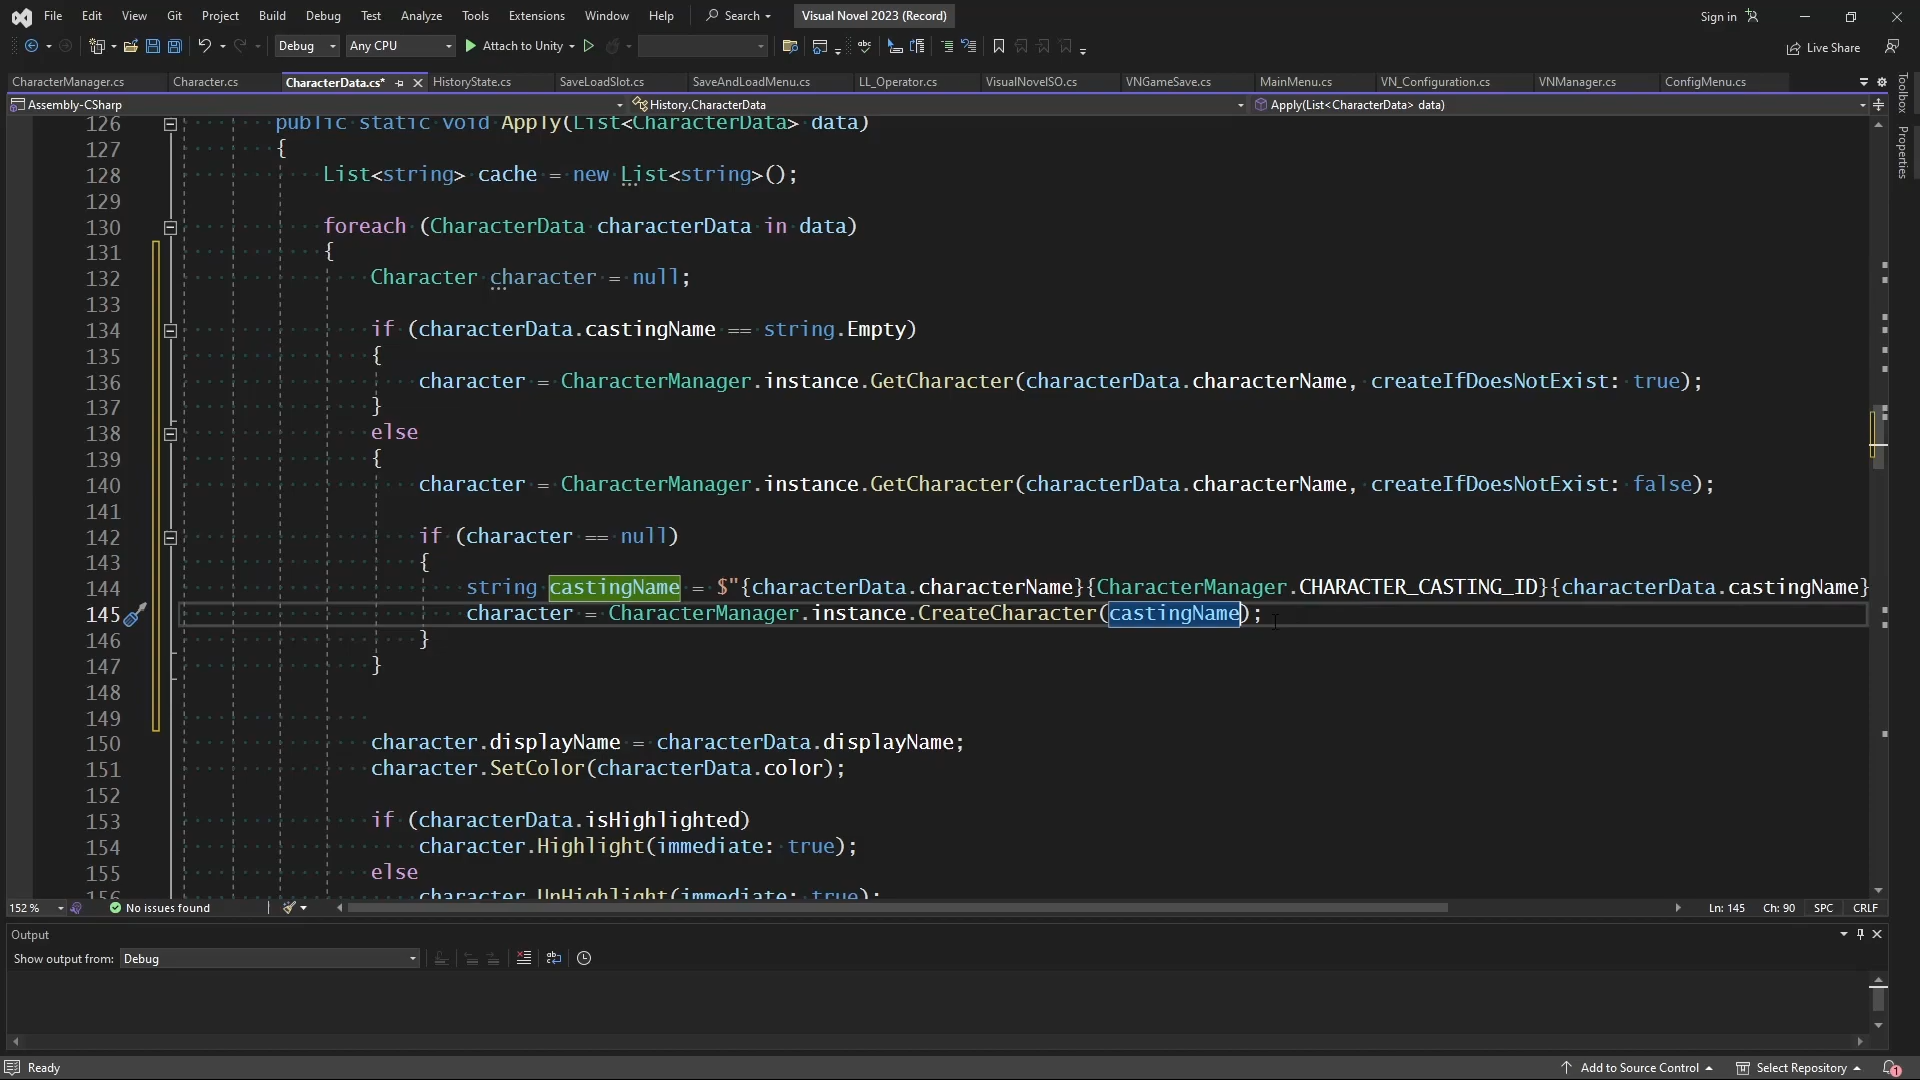 File Edit View Git Project Build Debug Test Analyze Tools Extensions Window Help Search Visual Novel 2023 (Record) Sign in
Debug Any CPU Attach to Unity Live Share
CharacterManager.cs Character.cs CharacterData.cs* HistoryState.cs SaveLoadSlot.cs SaveAndLoadMenu.cs LL_Operator.cs VisualNovelSO.cs VNGameSave.cs MainMenu.cs VN_Configuration.cs VNManager.cs ConfigMenu.cs
Assembly-CSharp History.CharacterData Apply(List<CharacterData> data)
Toolbox
Properties
126 public static void Apply(List<CharacterData> data)
127 {
128 List<string> cache = new List<string>();
129
130 foreach (CharacterData characterData in data)
131 {
132 Character character = null;
133
134 if (characterData.castingName == string.Empty)
135 {
136 character = CharacterManager.instance.GetCharacter(characterData.characterName, createIfDoesNotExist: true);
137 }
138 else
139 {
140 character = CharacterManager.instance.GetCharacter(characterData.characterName, createIfDoesNotExist: false);
141
142 if (character == null)
143 {
144 string castingName = $"{characterData.characterName}{CharacterManager.CHARACTER_CASTING_ID}{characterData.castingName}
145 character = CharacterManager.instance.CreateCharacter(castingName);
146 }
147 }
148
149
150 character.displayName = characterData.displayName;
151 character.SetColor(characterData.color);
152
153 if (characterData.isHighlighted)
154 character.Highlight(immediate: true);
155 else
156 character.UnHighlight(immediate: true);
152 % No issues found Ln: 145 Ch: 90 SPC CRLF
Output
Show output from: Debug
Ready Add to Source Control Select Repository 1